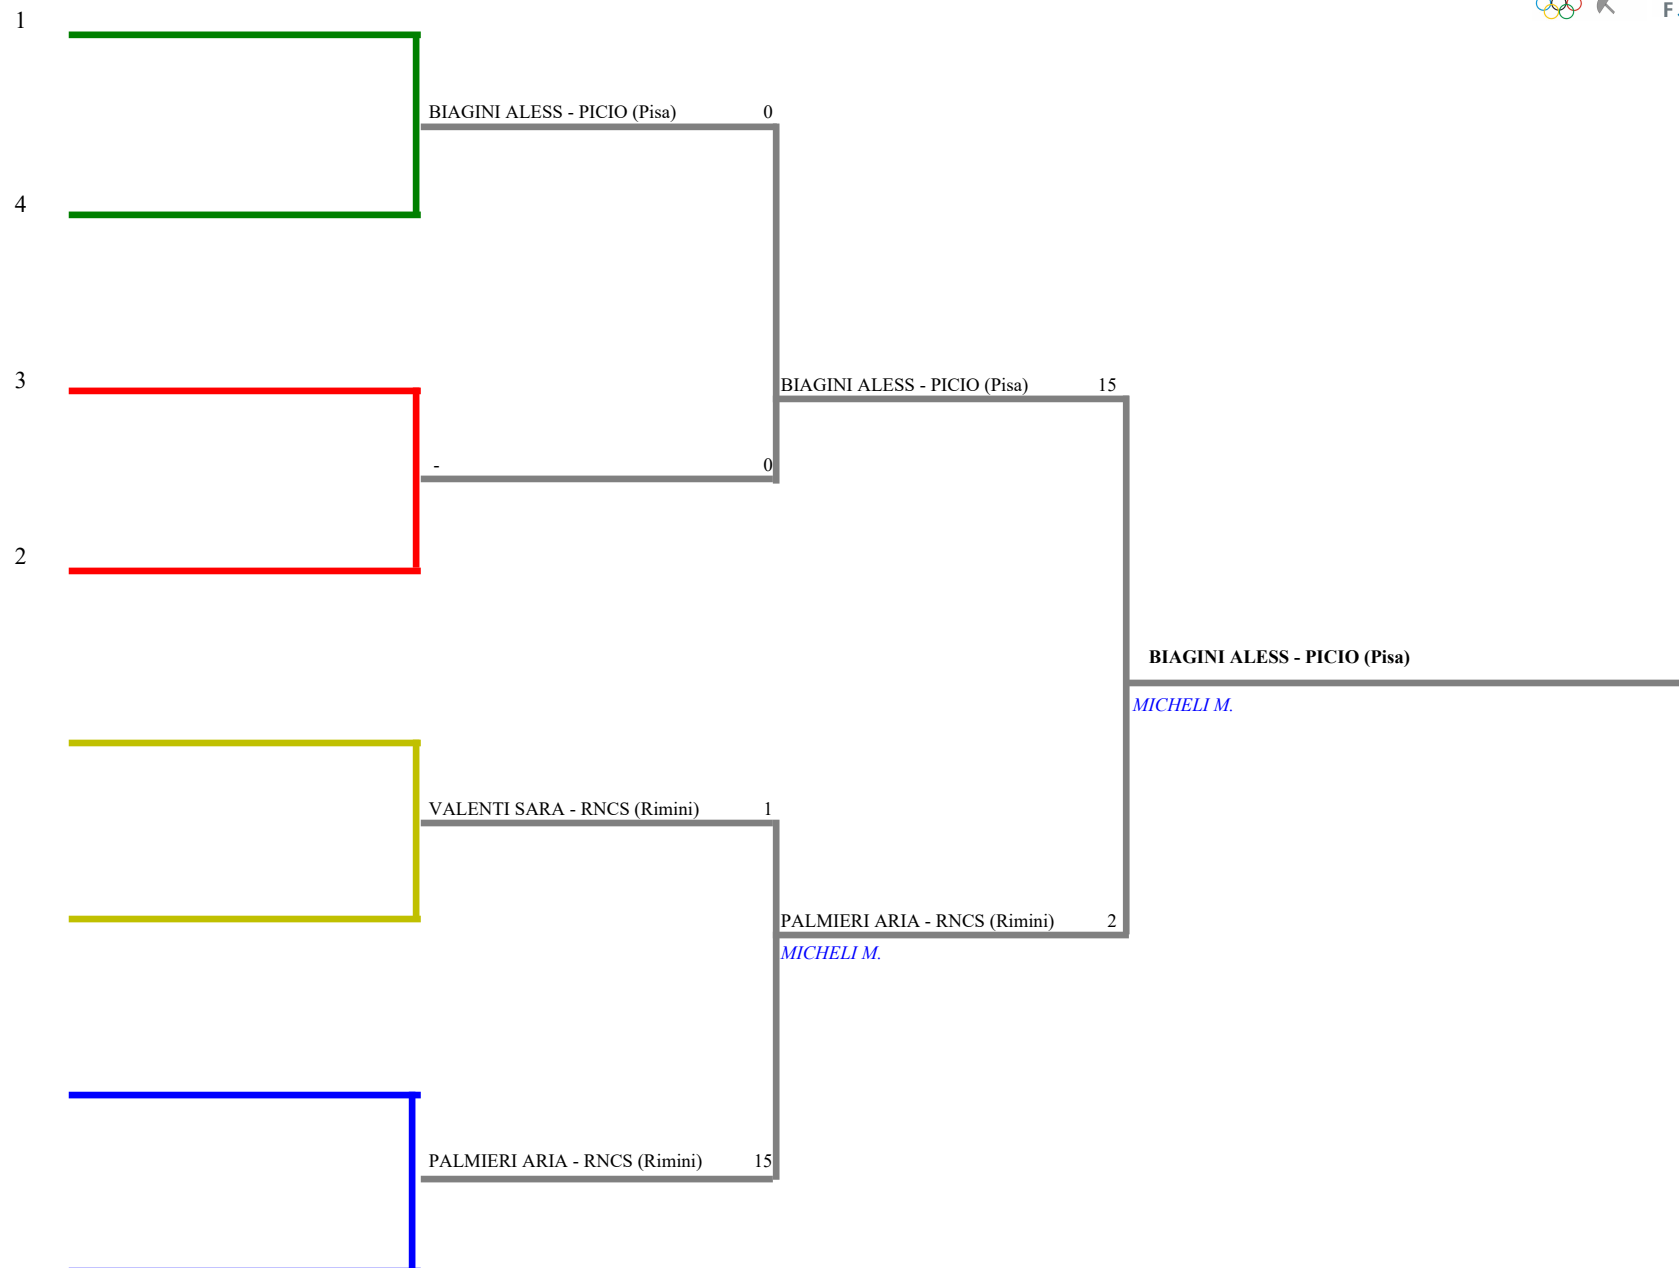 1
F
BIAGINI ALESS - PICIO (Pisa) 0
4
3
BIAGINI ALESS - PICIO (Pisa) 15
- 0
2
BIAGINI ALESS - PICIO (Pisa)
MICHELI M.
VALENTI SARA - RNCS (Rimini) 1
PALMIERI ARIA - RNCS (Rimini) 2
MICHELI M.
PALMIERI ARIA - RNCS (Rimini) 15